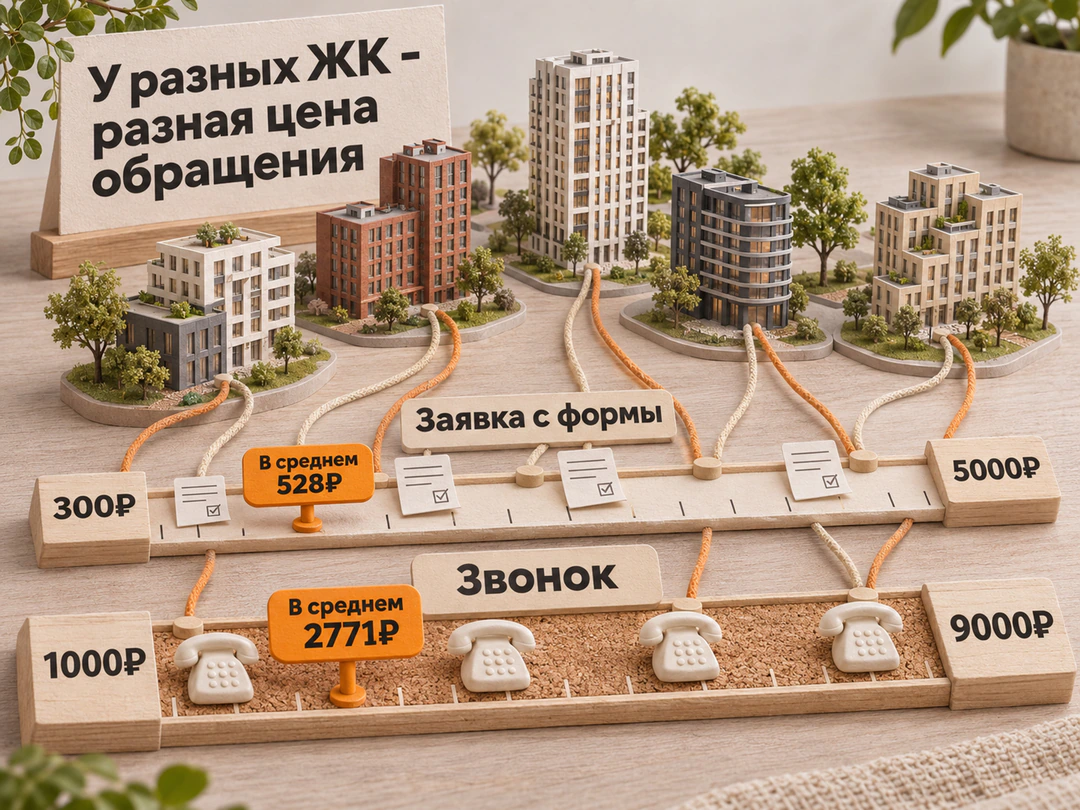 У разных ЖК -
разная цена
обращения
Заявка с формы
300₽
В среднем
528₽
5000₽
Звонок
1000₽
В среднем
2771₽
9000₽